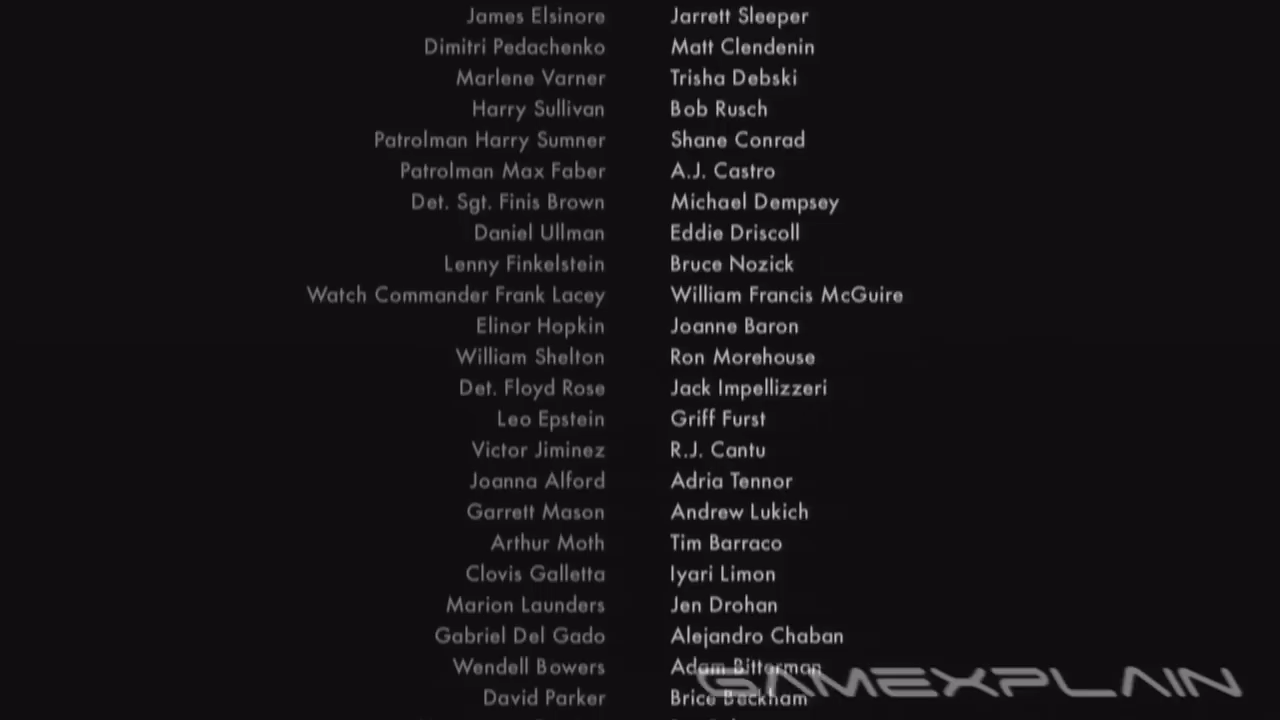 James Elsinore Jarrett Sleeper
Dimitri Pedachenko Matt Clendenin
Marlene Varner Trisha Debski
Harry Sullivan Bob Rusch
Patrolman Harry Sumner Shane Conrad
Patrolman Max Faber A.J. Castro
Det. Sgt. Finis Brown Michael Dempsey
Daniel Ullman Eddie Driscoll
Lenny Finkelstein Bruce Nozick
Watch Commander Frank Lacey William Francis McGuire
Elinor Hopkin Joanne Baron
William Shelton Ron Morehouse
Det. Floyd Rose Jack Impellizzeri
Leo Epstein Griff Furst
Victor Jiminez R.J. Cantu
Joanna Alford Adria Tennor
Garrett Mason Andrew Lukich
Arthur Moth Tim Barraco
Clovis Galletta Iyari Limon
Marion Launders Jen Drohan
Gabriel Del Gado Alejandro Chaban
Wendell Bowers Adam Bitterman
David Parker Brice Beckham
GAMEXPLAIN